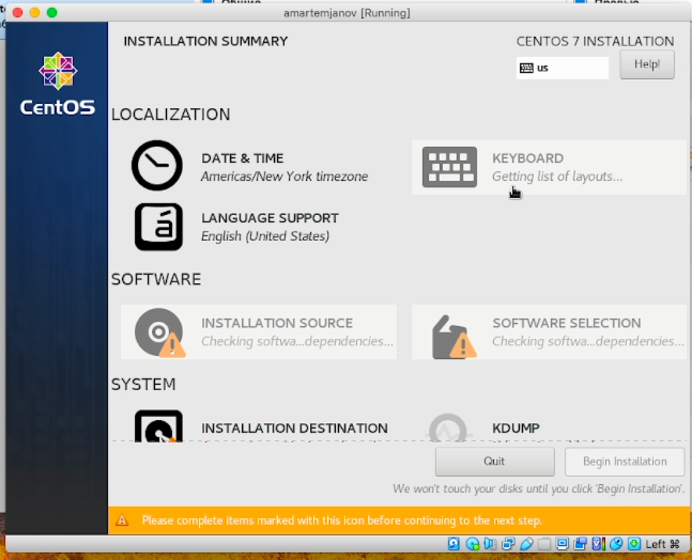 amartemjanov [Running]
INSTALLATION SUMMARY
CENTOS 7 INSTALLATION
us
Help!
CentOS
LOCALIZATION
DATE & TIME
Americas/New York timezone
KEYBOARD
Getting list of layouts...
LANGUAGE SUPPORT
English (United States)
SOFTWARE
INSTALLATION SOURCE
Checking softwa...dependencies...
SOFTWARE SELECTION
Checking softwa...dependencies...
SYSTEM
INSTALLATION DESTINATION
KDUMP
Quit
Begin Installation
We won't touch your disks until you click 'Begin Installation'.
Please complete items marked with this icon before continuing to the next step.
Left ⌘